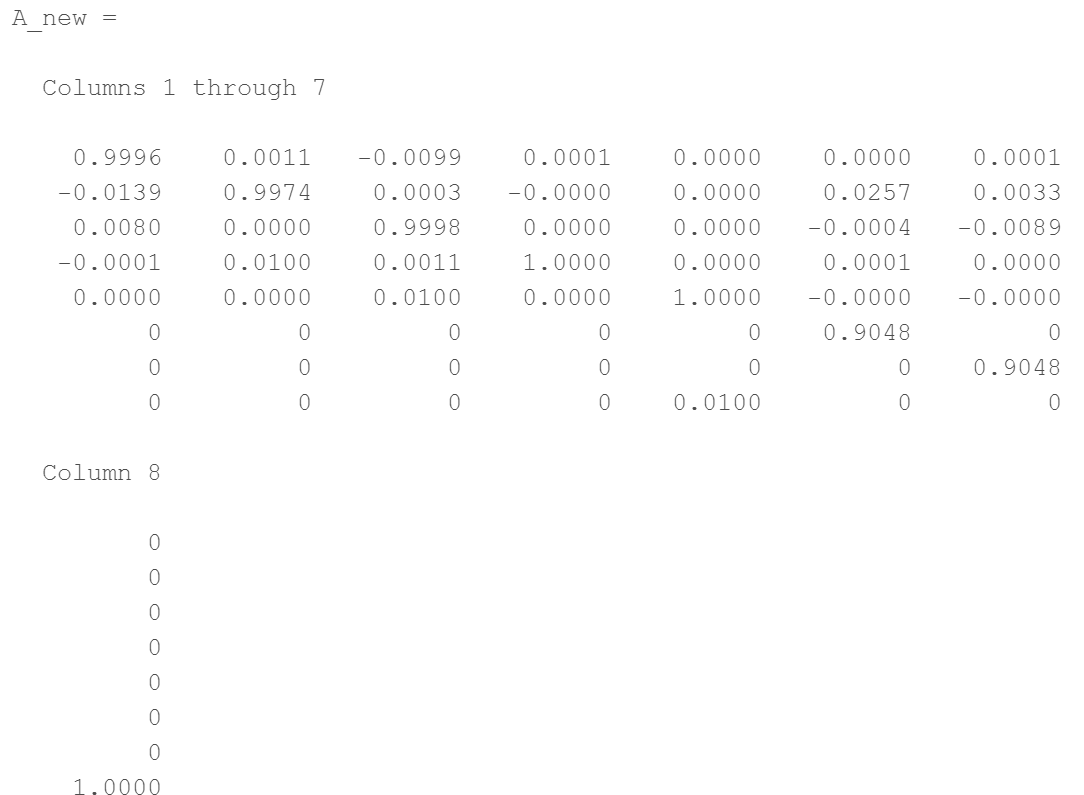 A_new =
Columns 1 through 7
0.9996 0.0011 -0.0099 0.0001 0.0000 0.0000 0.0001
-0.0139 0.9974 0.0003 -0.0000 0.0000 0.0257 0.0033
0.0080 0.0000 0.9998 0.0000 0.0000 -0.0004 -0.0089
-0.0001 0.0100 0.0011 1.0000 0.0000 0.0001 0.0000
0.0000 0.0000 0.0100 0.0000 1.0000 -0.0000 -0.0000
0 0 0 0 0 0.9048 0
0 0 0 0 0 0 0.9048
0 0 0 0 0.0100 0 0
Column 8
0
0
0
0
0
0
0
1.0000